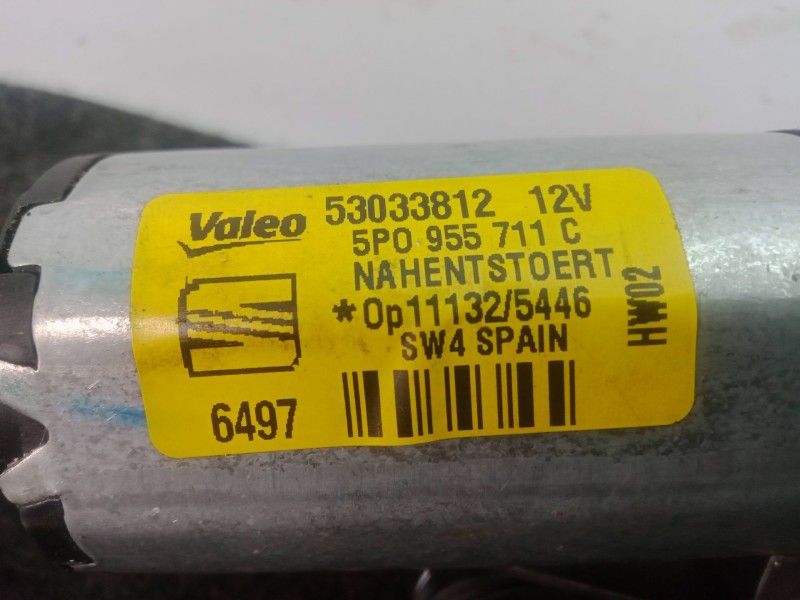 Valeo 53033812 12V
5P0 955 711 C
NAHENTSTOERT
*Op11132/5446
SW4 SPAIN
HW02
6497